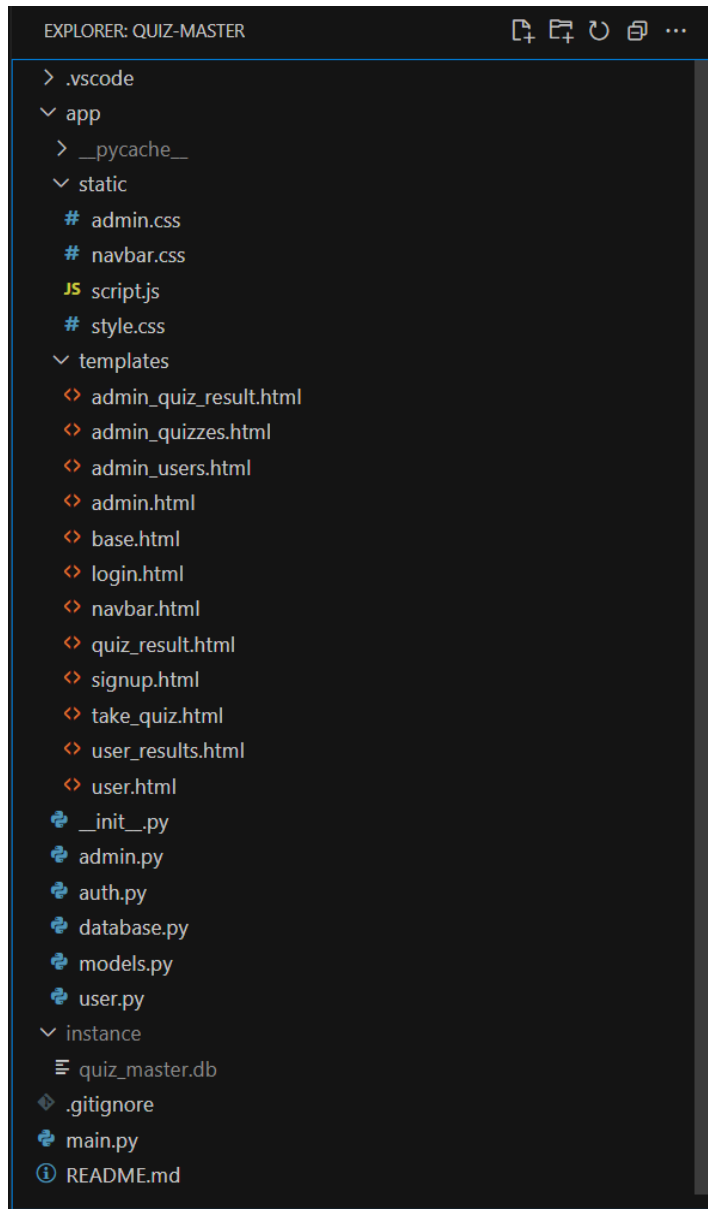 EXPLORER: QUIZ-MASTER
.vscode
app
__pycache__
static
# admin.css
# navbar.css
JS script.js
# style.css
templates
<> admin_quiz_result.html
<> admin_quizzes.html
<> admin_users.html
<> admin.html
<> base.html
<> login.html
<> navbar.html
<> quiz_result.html
<> signup.html
<> take_quiz.html
<> user_results.html
<> user.html
__init__.py
admin.py
auth.py
database.py
models.py
user.py
instance
quiz_master.db
.gitignore
main.py
README.md